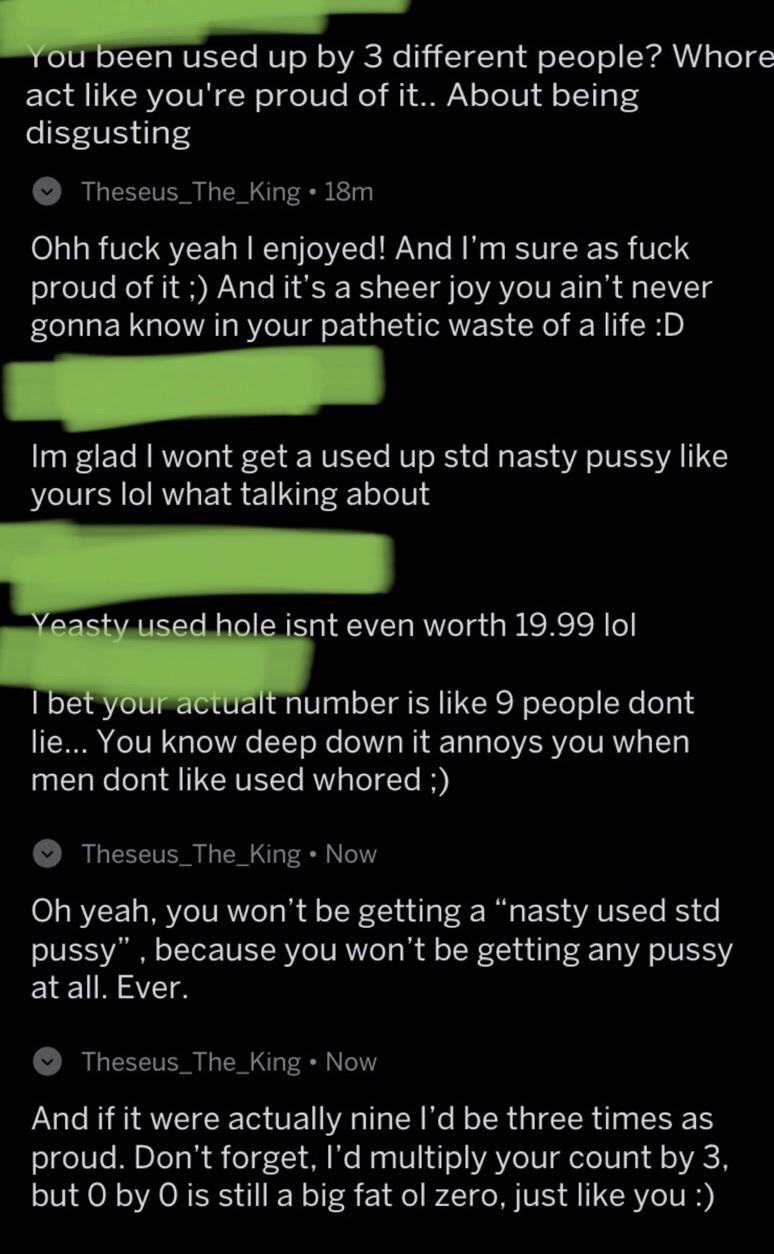 You been used up by 3 different people? Whore
act like you're proud of it.. About being
disgusting
Theseus_The_King • 18m
Ohh fuck yeah I enjoyed! And I’m sure as fuck
proud of it ;) And it’s a sheer joy you ain’t never
gonna know in your pathetic waste of a life :D
Im glad I wont get a used up std nasty pussy like
yours lol what talking about
Yeasty used hole isnt even worth 19.99 lol
I bet your actualt number is like 9 people dont
lie... You know deep down it annoys you when
men dont like used whored ;)
Theseus_The_King • Now
Oh yeah, you won’t be getting a “nasty used std
pussy” , because you won’t be getting any pussy
at all. Ever.
Theseus_The_King • Now
And if it were actually nine I’d be three times as
proud. Don’t forget, I’d multiply your count by 3,
but 0 by 0 is still a big fat ol zero, just like you :)